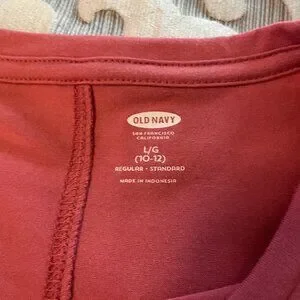 OLD NAVY
SAN FRANCISCO
CALIFORNIA
L/G
(10-12)
REGULAR - STANDARD
MADE IN INDONESIA